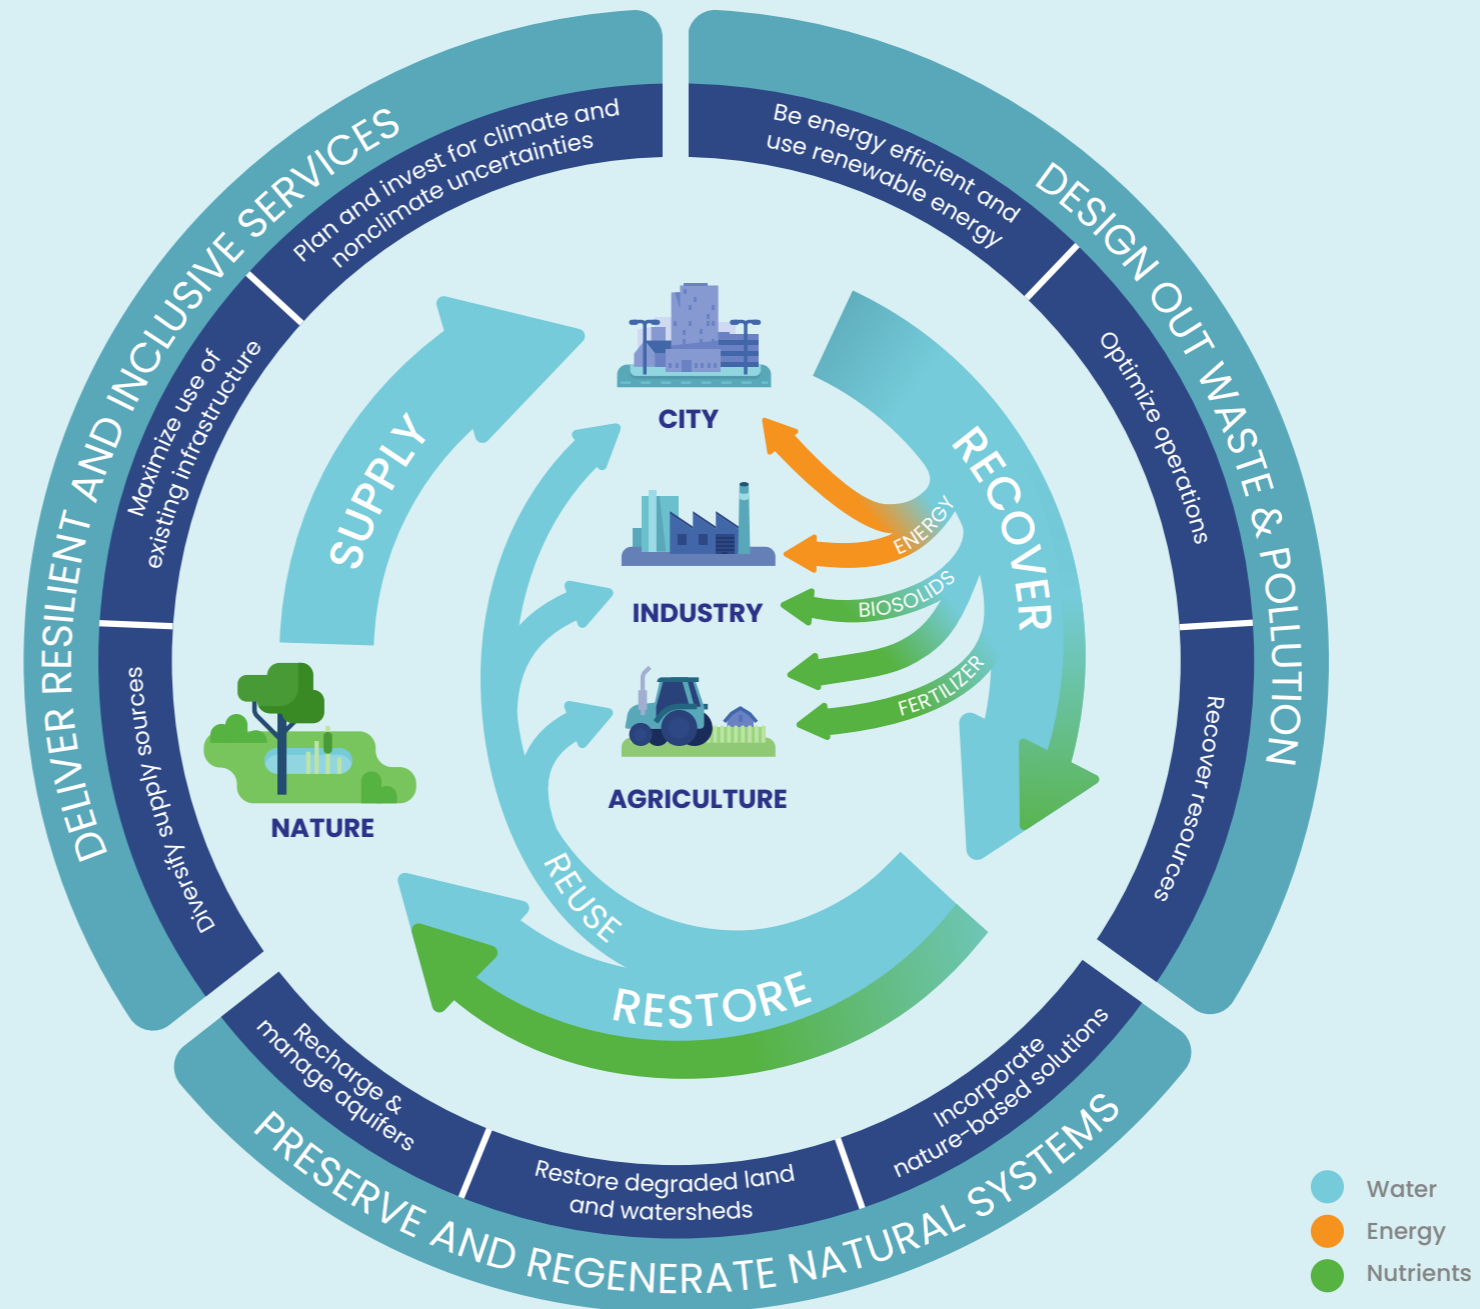 DELIVER RESILIENT AND INCLUSIVE SERVICES
Plan and invest for climate and
nonclimate uncertainties
Maximize use of
existing infrastructure
Diversify supply sources
DESIGN OUT WASTE & POLLUTION
Be energy efficient and
use renewable energy
Optimize operations
Recover resources
PRESERVE AND REGENERATE NATURAL SYSTEMS
Recharge &
manage aquifers
Restore degraded land
and watersheds
Incorporate
nature-based solutions
SUPPLY
CITY
RECOVER
ENERGY
INDUSTRY
BIOSOLIDS
FERTILIZER
AGRICULTURE
NATURE
REUSE
RESTORE
Water
Energy
Nutrients